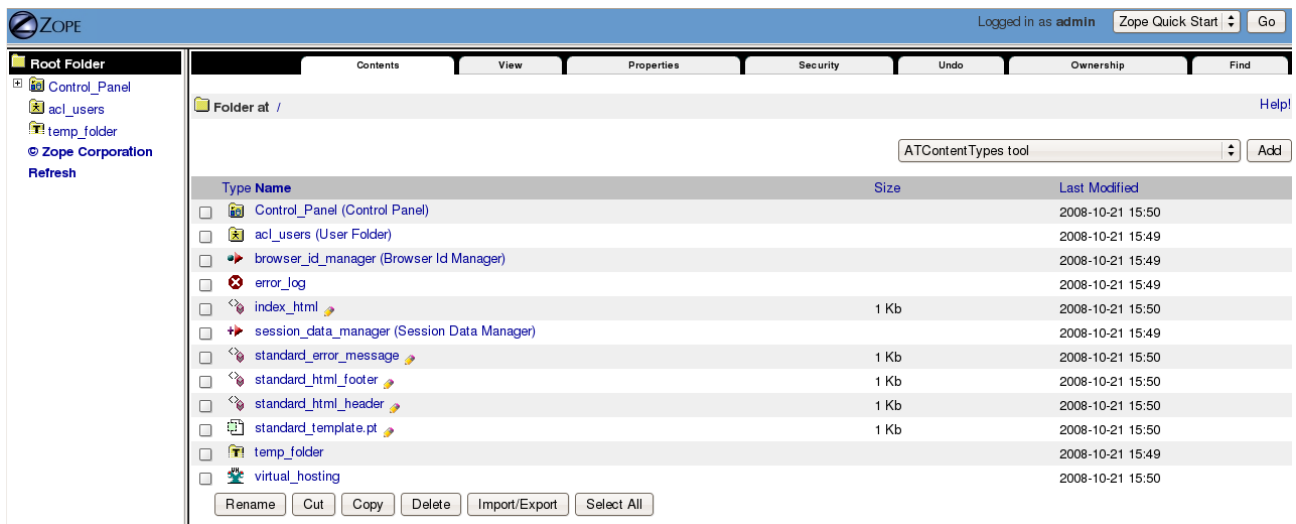 ZOPE Logged in as admin Zope Quick Start Go
Root Folder
Control_Panel
acl_users
temp_folder
© Zope Corporation
Refresh
Contents View Properties Security Undo Ownership Find
Folder at / Help!
ATContentTypes tool Add
Type Name Size Last Modified
Control_Panel (Control Panel) 2008-10-21 15:50
acl_users (User Folder) 2008-10-21 15:49
browser_id_manager (Browser Id Manager) 2008-10-21 15:49
error_log 2008-10-21 15:49
index_html 1 Kb 2008-10-21 15:50
session_data_manager (Session Data Manager) 2008-10-21 15:49
standard_error_message 1 Kb 2008-10-21 15:50
standard_html_footer 1 Kb 2008-10-21 15:50
standard_html_header 1 Kb 2008-10-21 15:50
standard_template.pt 1 Kb 2008-10-21 15:50
temp_folder 2008-10-21 15:49
virtual_hosting 2008-10-21 15:50
Rename Cut Copy Delete Import/Export Select All